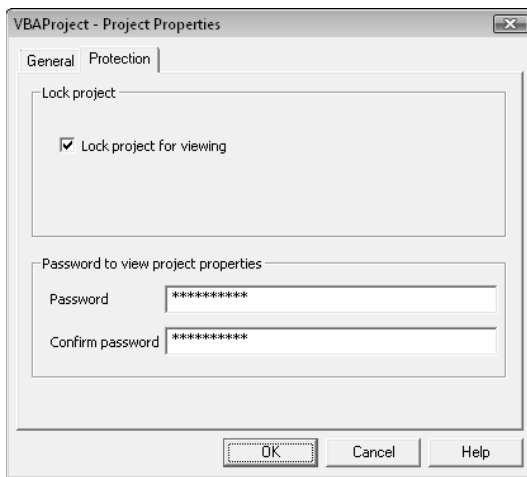 VBAProject - Project Properties
General Protection
Lock project
Lock project for viewing
Password to view project properties
Password **********
Confirm password **********
OK Cancel Help